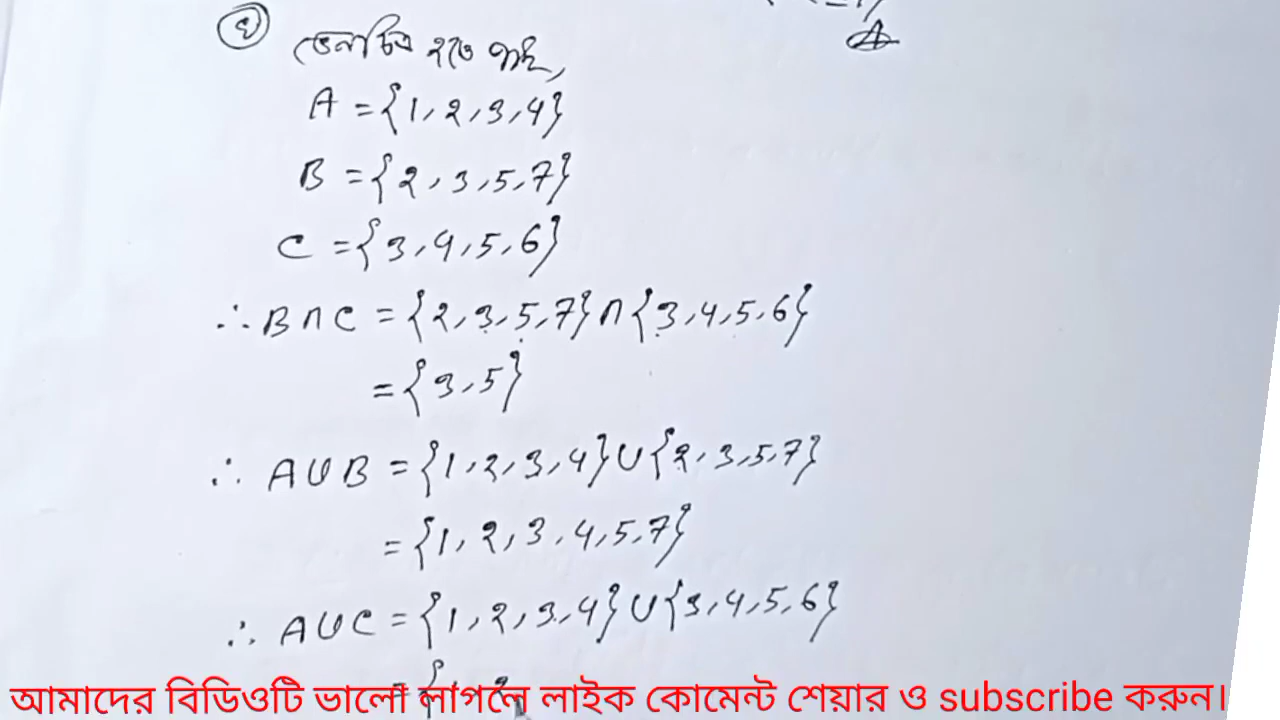 ঘ ভেনচিত্র হতে পাই,
A = {1, 2, 3, 4}
B = {2, 3, 5, 7}
C = {3, 4, 5, 6}
∴ B∩C = {2, 3, 5, 7} ∩ {3, 4, 5, 6}
= {3, 5}
∴ A∪B = {1, 2, 3, 4} ∪ {2, 3, 5, 7}
= {1, 2, 3, 4, 5, 7}
∴ A∪C = {1, 2, 3, 4} ∪ {3, 4, 5, 6}
= {1, 2
আমাদের বিডিওটি ভালো লাগলে লাইক কোমেন্ট শেয়ার ও subscribe করুন।